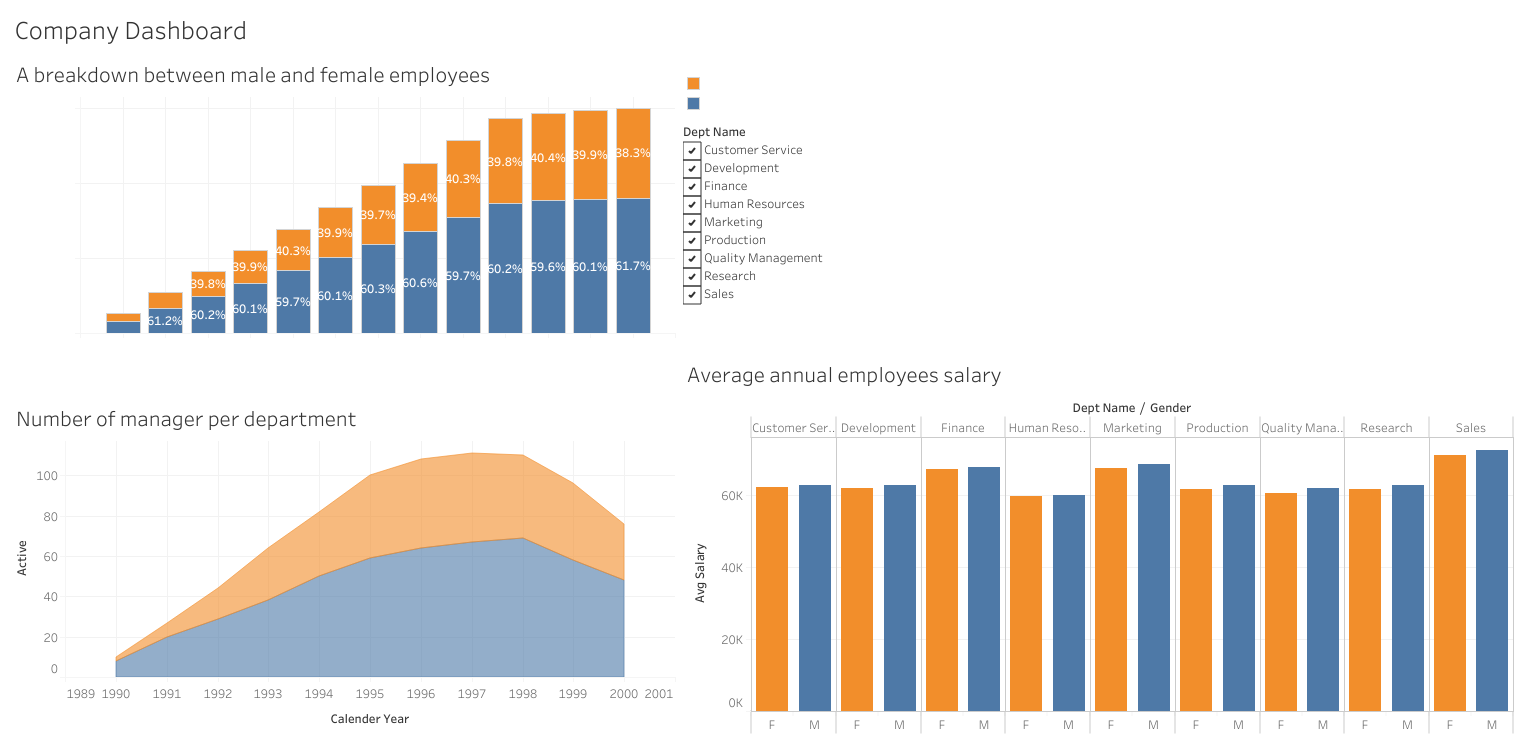 Company Dashboard
A breakdown between male and female employees
39.8% 40.4% 39.9% 38.3%
40.3%
39.4%
39.7%
39.9%
40.3%
39.9%
39.8%
61.2% 60.2% 60.1% 59.7% 60.1% 60.3% 60.6% 59.7% 60.2% 59.6% 60.1% 61.7%
Dept Name
Customer Service
Development
Finance
Human Resources
Marketing
Production
Quality Management
Research
Sales
Number of manager per department
Active
100
80
60
40
20
0
1989 1990 1991 1992 1993 1994 1995 1996 1997 1998 1999 2000 2001
Calender Year
Average annual employees salary
Dept Name / Gender
Customer Ser.. Development Finance Human Reso.. Marketing Production Quality Mana.. Research Sales
Avg Salary
60K
40K
20K
0K
F M F M F M F M F M F M F M F M F M